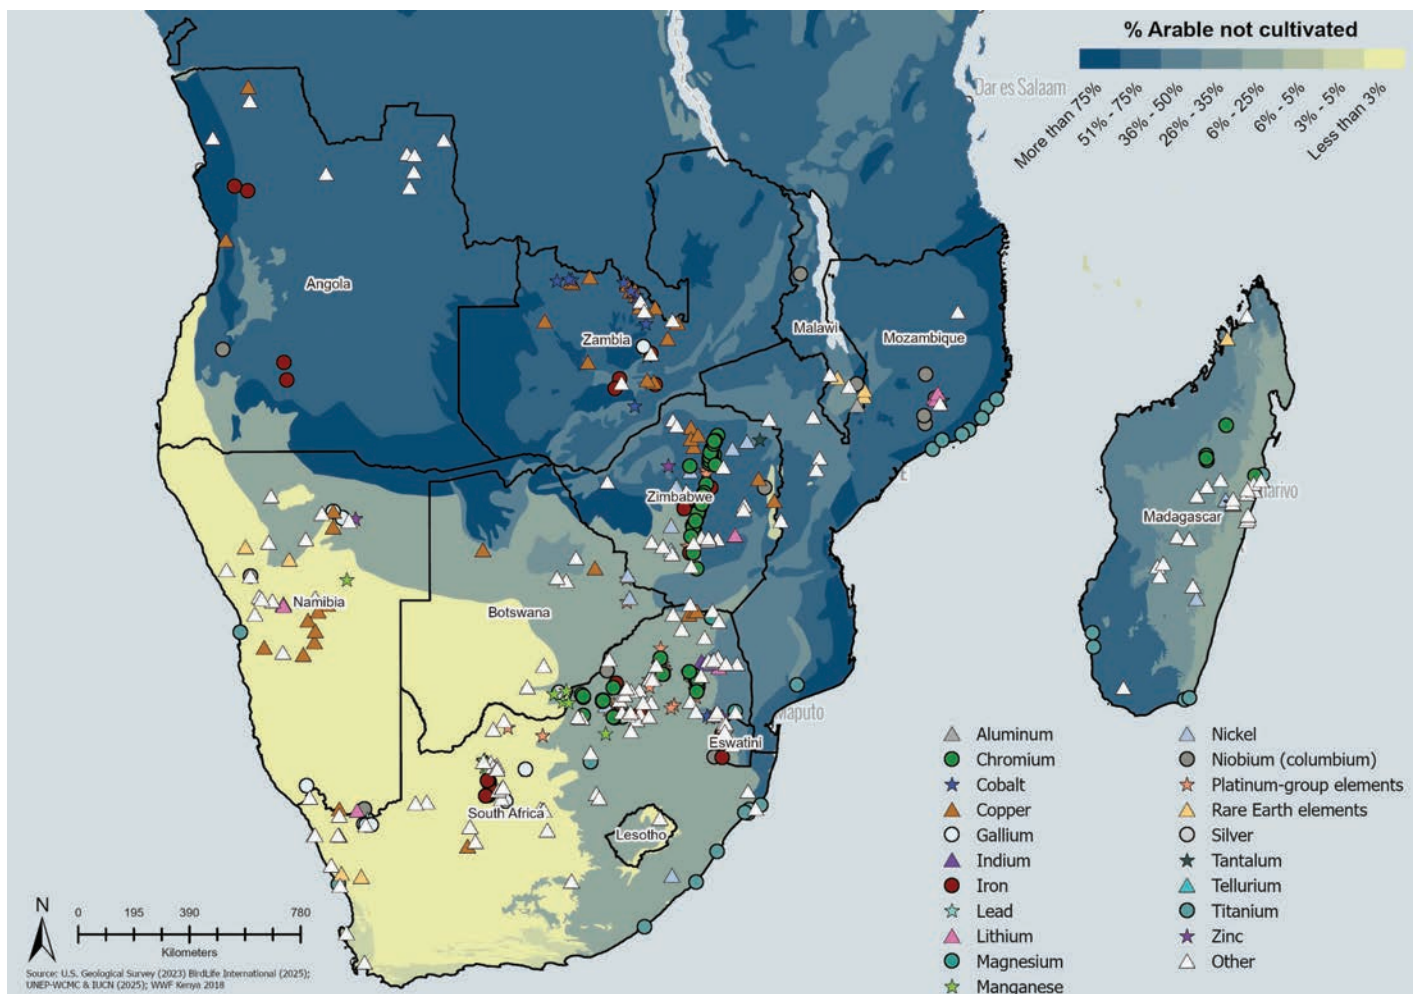 % Arable not cultivated
More than 75%
51% - 75%
36% - 50%
26% - 35%
6% - 25%
6% - 5%
3% - 5%
Less than 3%
Dar es Salaam
Angola
Zambia
Malawi
Mozambique
Zimbabwe
Madagascar
Namibia
Botswana
Maputo
Eswatini
South Africa
Lesotho
Aluminum
Chromium
Cobalt
Copper
Gallium
Indium
Iron
Lead
Lithium
Magnesium
Manganese
Nickel
Niobium (columbium)
Platinum-group elements
Rare Earth elements
Silver
Tantalum
Tellurium
Titanium
Zinc
Other
N
0 195 390 780
Kilometers
Source: U.S. Geological Survey (2023) BirdLife International (2025);
UNEP-WCMC & IUCN (2025); WWF Kenya 2018